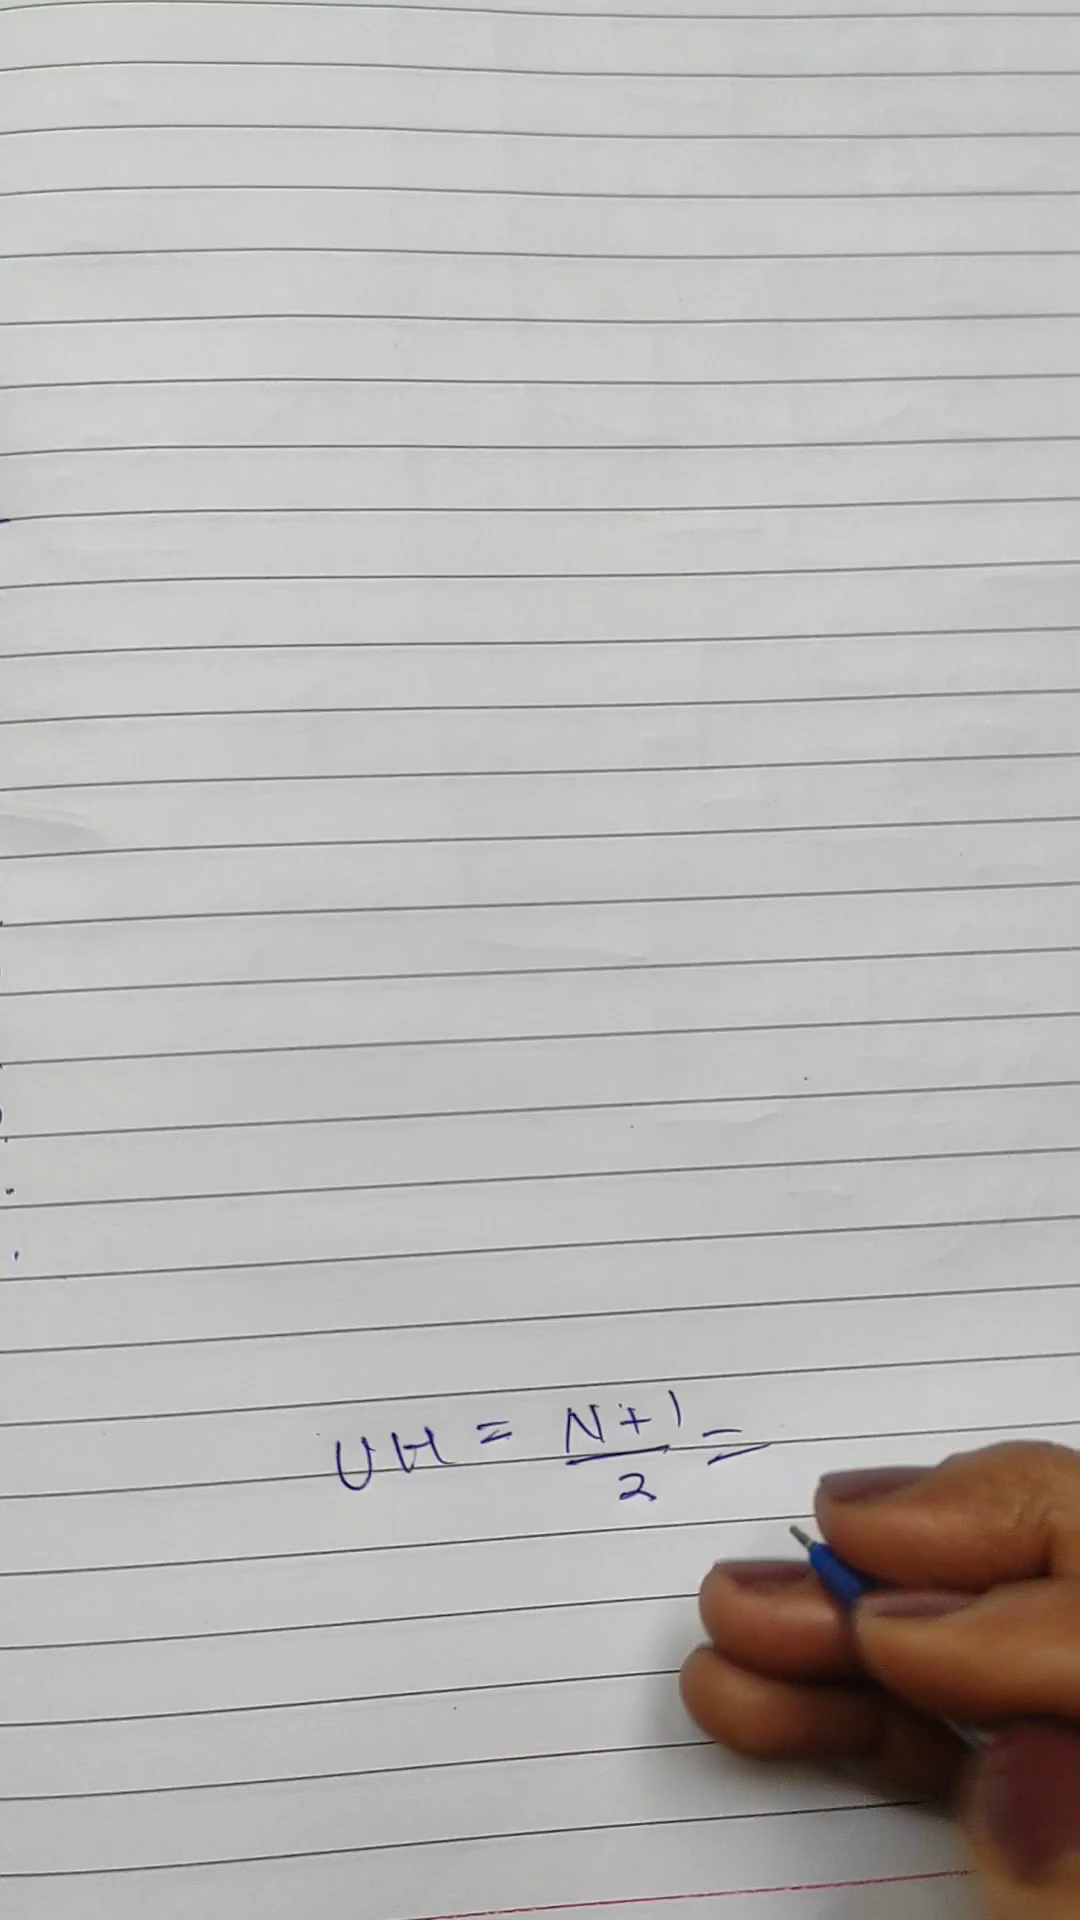 UH = N+1/2 =